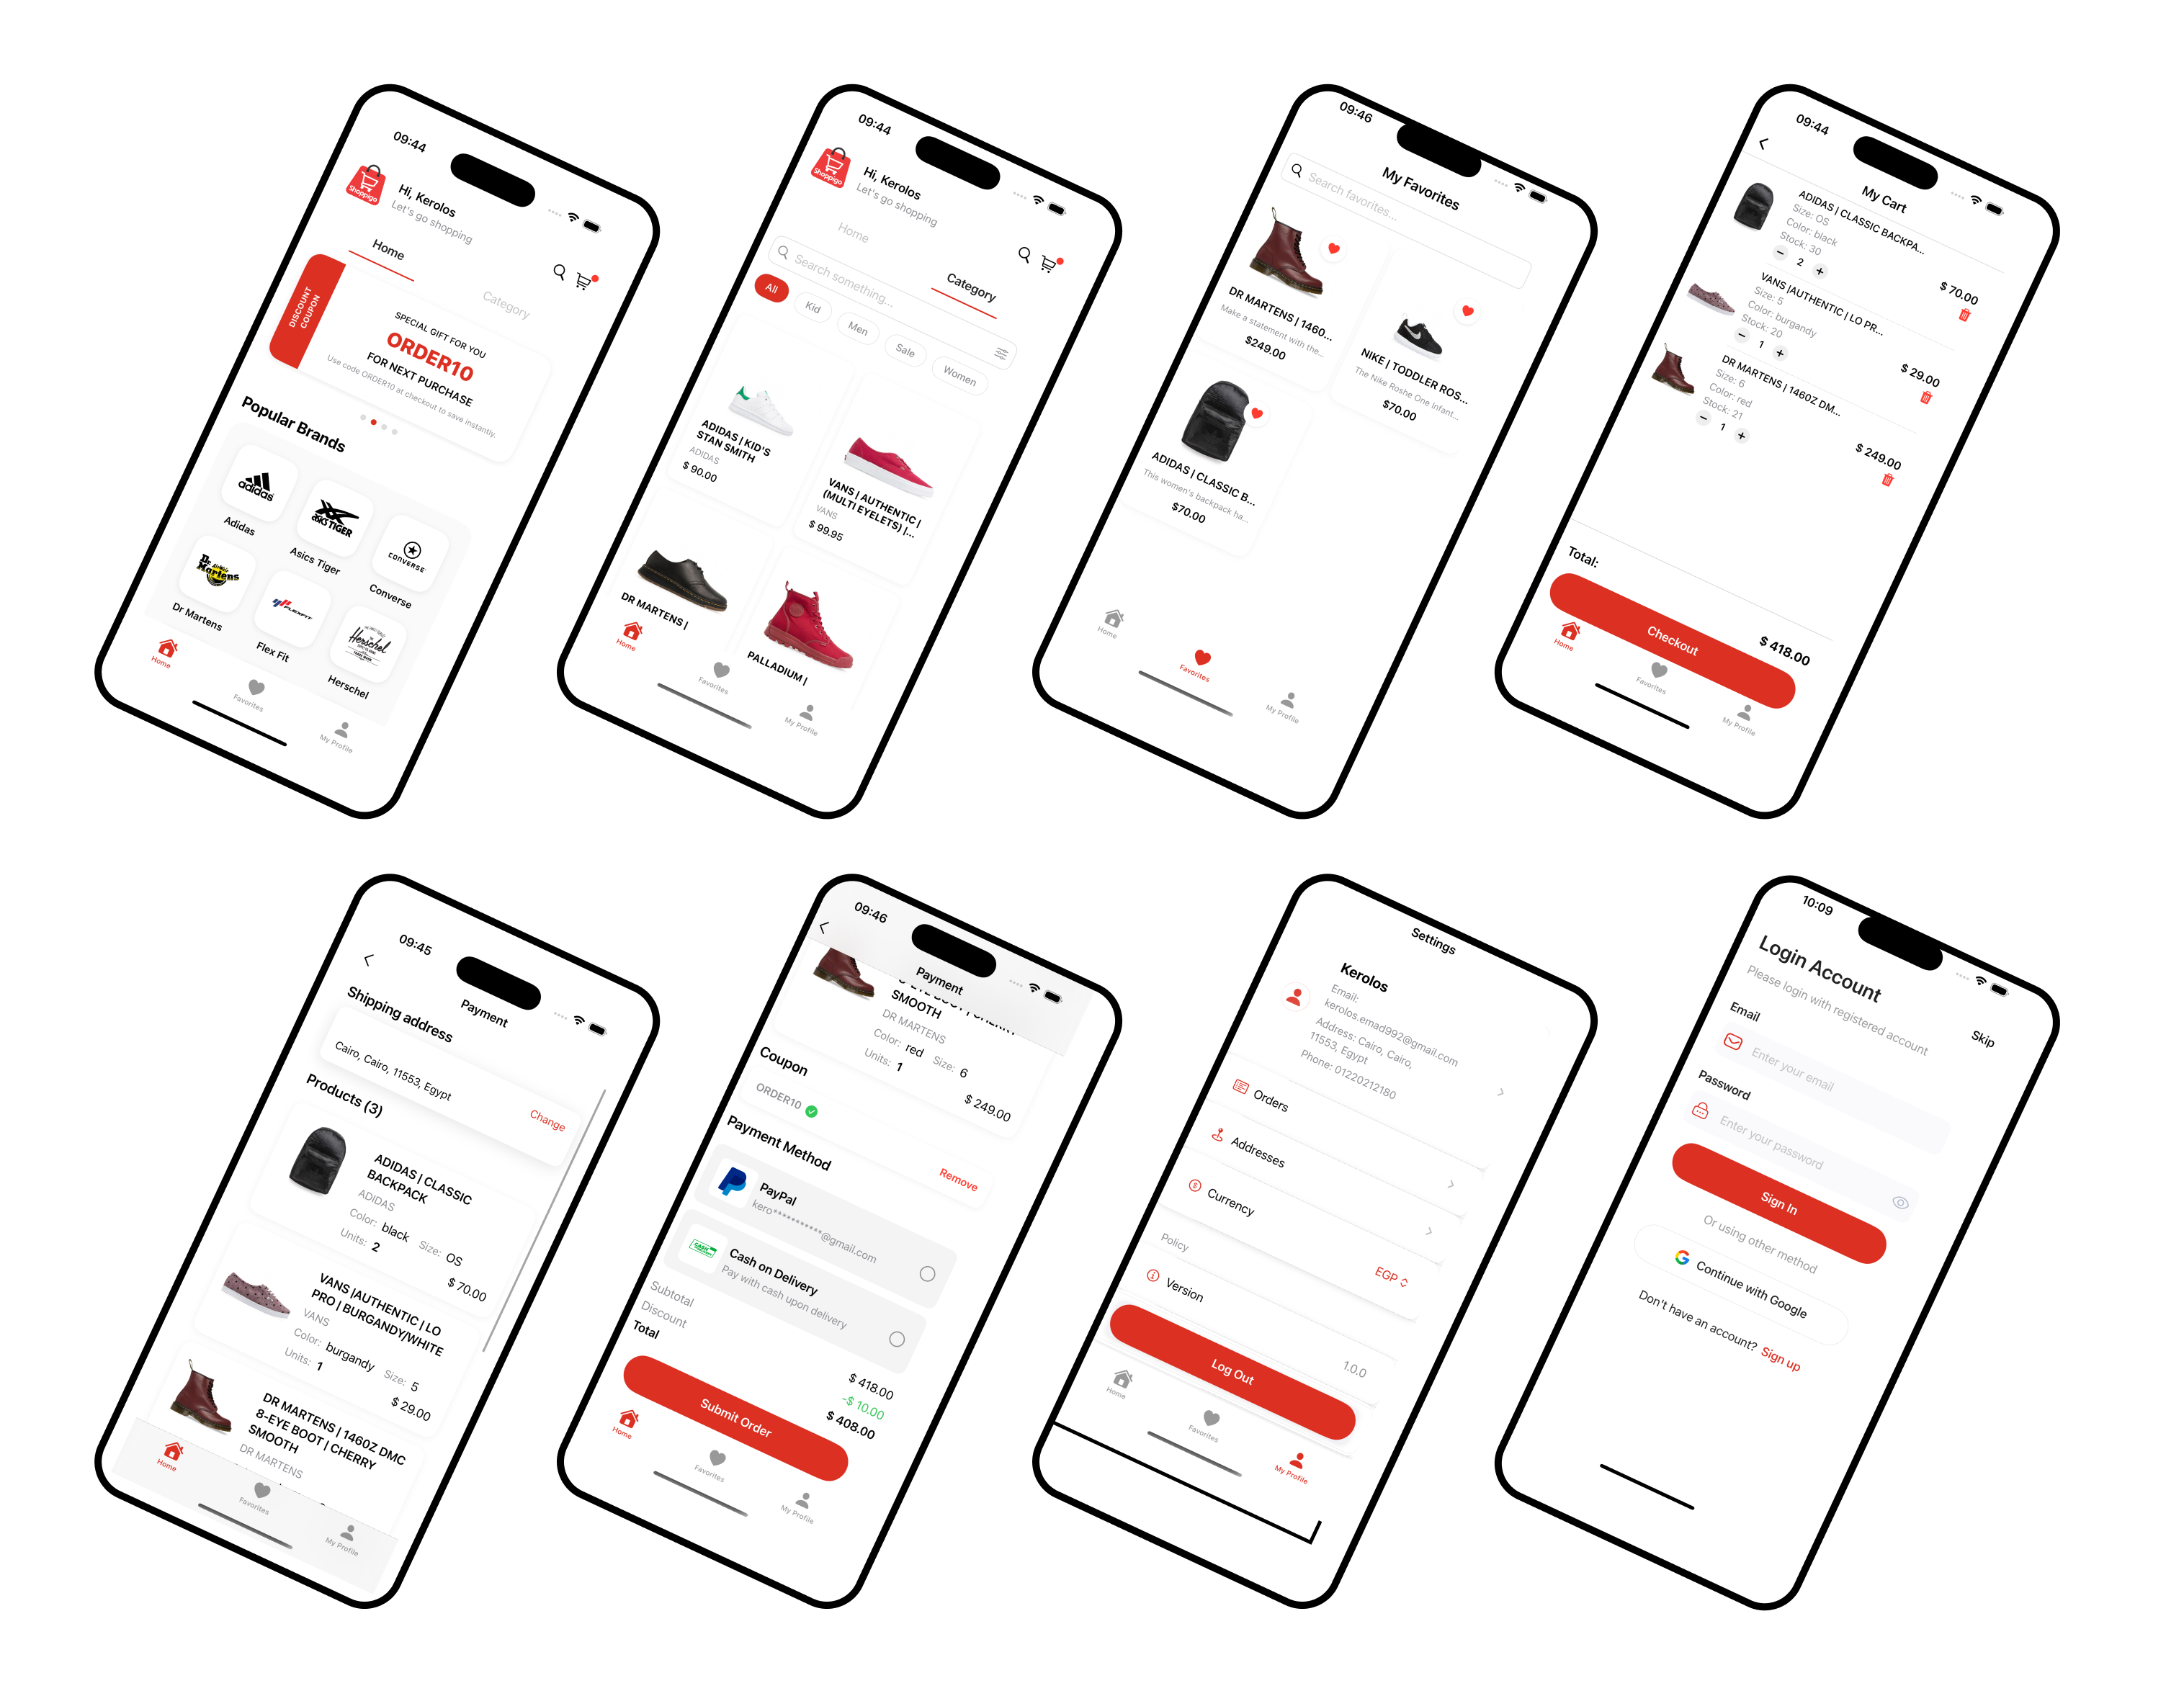 09:44
Shoppigo
Hi, Kerolos
Let's go shopping
Home
Category
DISCOUNT
COUPON
SPECIAL GIFT FOR YOU
ORDER10
FOR NEXT PURCHASE
Use code ORDER10 at checkout to save instantly.
Popular Brands
adidas
ASICS TIGER
CONVERSE
Adidas
Asics Tiger
Converse
Dr. Martens
FLEXFIT
Herschel
Dr Martens
Flex Fit
Herschel
Home
Favorites
My Profile
09:44
Shoppigo
Hi, Kerolos
Let's go shopping
Home
Category
Search something...
All
Kid
Men
Sale
Women
ADIDAS | KID'S
STAN SMITH
ADIDAS
$ 90.00
VANS | AUTHENTIC |
(MULTI EYELETS) |...
VANS
$ 99.95
DR MARTENS |
PALLADIUM |
Home
Favorites
My Profile
09:46
My Favorites
Search favorites...
DR MARTENS | 1460...
Make a statement with the...
$249.00
NIKE | TODDLER ROS...
The Nike Roshe One Infant...
$70.00
ADIDAS | CLASSIC B...
This women's backpack ha...
$70.00
Home
Favorites
My Profile
09:44
My Cart
ADIDAS | CLASSIC BACKPA...
Size: OS
Color: black
Stock: 30
2
$ 70.00
VANS |AUTHENTIC | LO PR...
Size: 5
Color: burgandy
Stock: 20
1
$ 29.00
DR MARTENS | 1460Z DM...
Size: 6
Color: red
Stock: 21
1
$ 249.00
Total:
$ 418.00
Checkout
Home
Favorites
My Profile
09:45
Payment
Shipping address
Cairo, Cairo, 11553, Egypt
Change
Products (3)
ADIDAS | CLASSIC
BACKPACK
ADIDAS
Color: black Size: OS
Units: 2
$ 70.00
VANS |AUTHENTIC | LO
PRO | BURGANDY/WHITE
VANS
Color: burgandy Size: 5
Units: 1
$ 29.00
DR MARTENS | 1460Z DMC
8-EYE BOOT | CHERRY
SMOOTH
DR MARTENS
Home
Favorites
My Profile
09:46
Payment
SMOOTH
DR MARTENS
Color: red Size: 6
Units: 1
$ 249.00
Coupon
ORDER10
Remove
Payment Method
PayPal
kero***********@gmail.com
CASH
Cash on Delivery
Pay with cash upon delivery
Subtotal
$ 418.00
Discount
-$ 10.00
Total
$ 408.00
Submit Order
Home
Favorites
My Profile
Settings
Kerolos
Email:
kerolos.emad992@gmail.com
Address: Cairo, Cairo,
11553, Egypt
Phone: 01220212180
Orders
Addresses
Currency
EGP
Policy
Version
1.0.0
Log Out
Home
Favorites
My Profile
10:09
Skip
Login Account
Please login with registered account
Email
Enter your email
Password
Enter your password
Sign In
Or using other method
Continue with Google
Don't have an account? Sign up